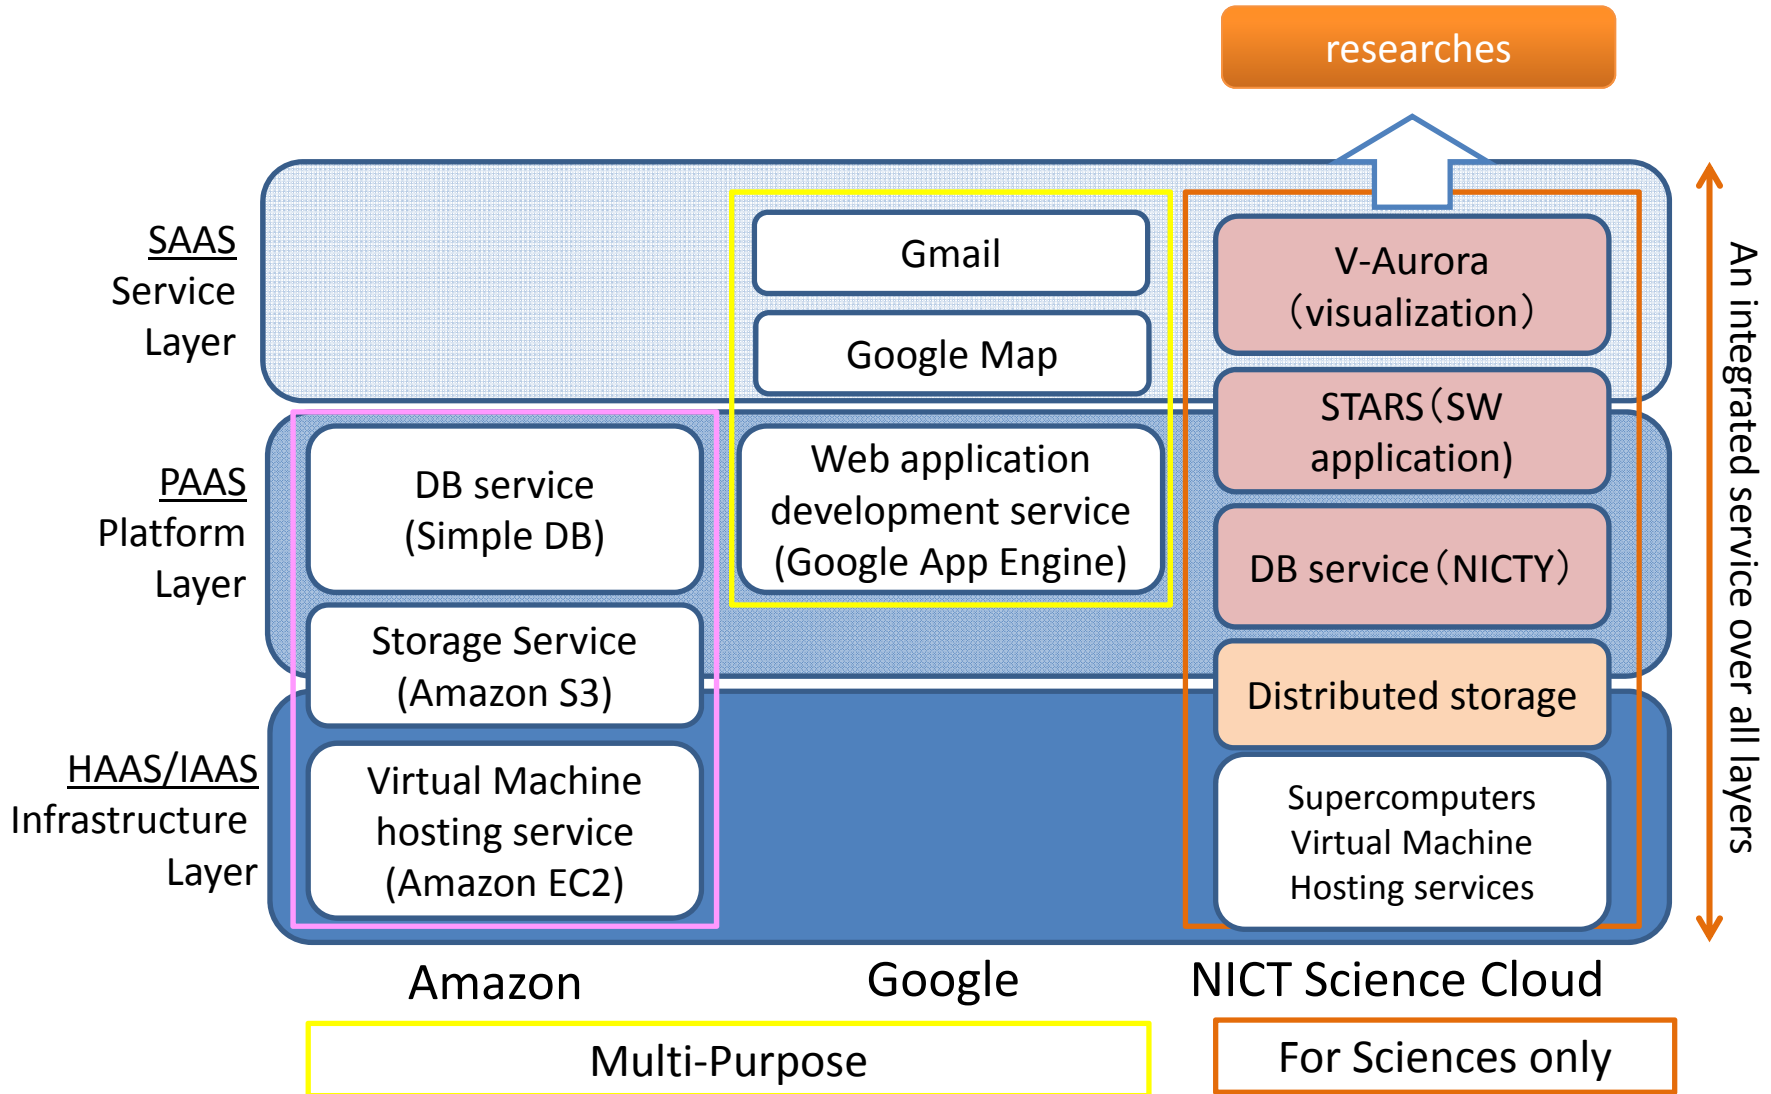 researches
SAAS
Service
Layer
Gmail
Google Map
V-Aurora
（visualization）
PAAS
Platform
Layer
DB service
(Simple DB)
Web application
development service
(Google App Engine)
STARS（SW
application)
DB service（NICTY）
Storage Service
(Amazon S3)
Distributed storage
HAAS/IAAS
Infrastructure
Layer
Virtual Machine
hosting service
(Amazon EC2)
Supercomputers
Virtual Machine
Hosting services
An integrated service over all layers
Amazon
Google
NICT Science Cloud
Multi-Purpose
For Sciences only